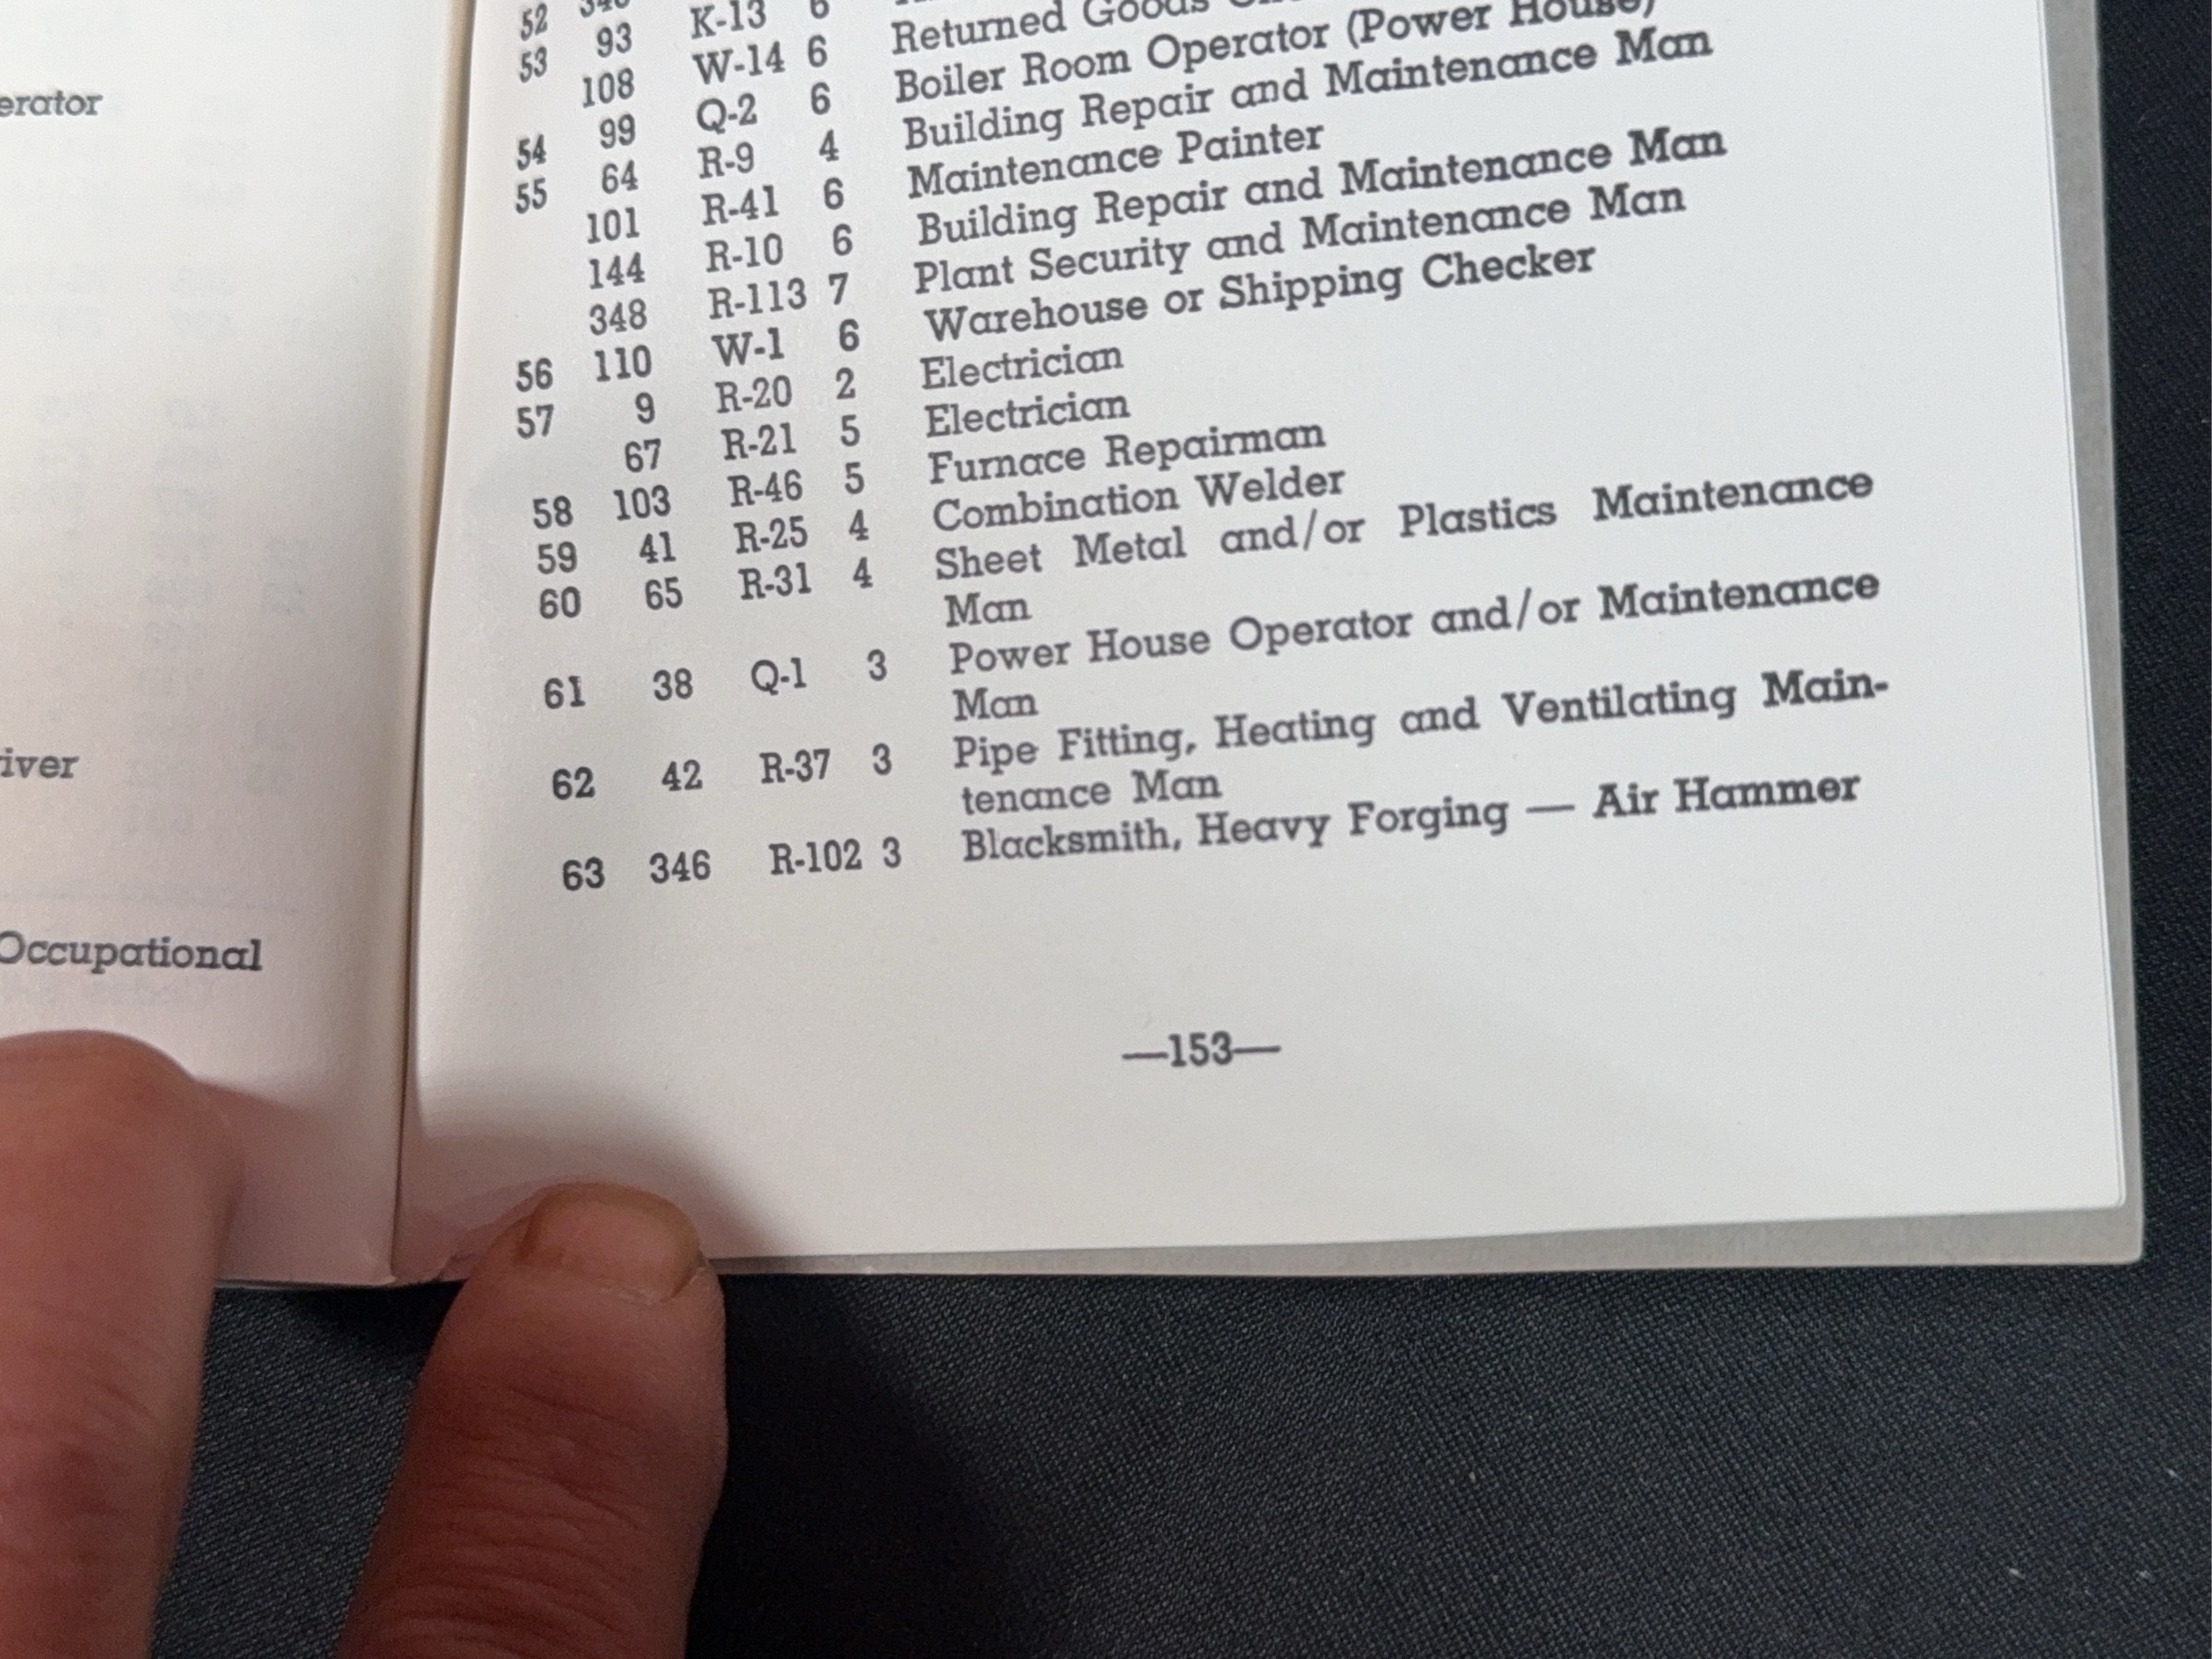 erator
iver
Occupational
52
53 93 K-13 6
108 W-14 6 Returned Goods
54 99 Q-2 6 Boiler Room Operator (Power House)
55 64 R-9 4 Building Repair and Maintenance Man
101 R-41 6 Maintenance Painter
144 R-10 6 Building Repair and Maintenance Man
348 R-113 7 Plant Security and Maintenance Man
56 110 W-1 6 Warehouse or Shipping Checker
57 9 R-20 2 Electrician
67 R-21 5 Electrician
58 103 R-46 5 Furnace Repairman
59 41 R-25 4 Combination Welder
60 65 R-31 4 Sheet Metal and/or Plastics Maintenance
Man
61 38 Q-1 3 Power House Operator and/or Maintenance
Man
62 42 R-37 3 Pipe Fitting, Heating and Ventilating Main-
tenance Man
63 346 R-102 3 Blacksmith, Heavy Forging — Air Hammer
—153—